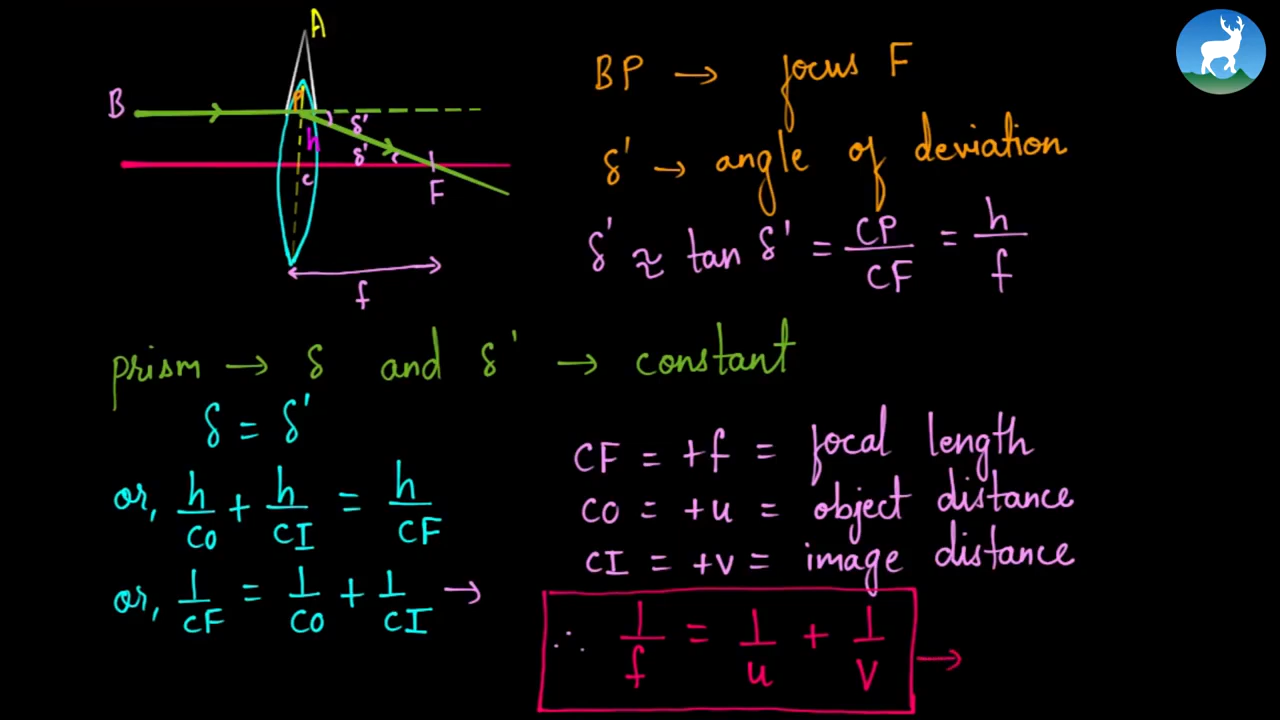 A
B
P
h
δ'
δ'
C
F
f
BP → focus F
δ' → angle of deviation
δ' ≈ tan δ' = CP/CF = h/f
prism → δ and δ' → constant
δ = δ'
or, h/CO + h/CI = h/CF
or, 1/CF = 1/CO + 1/CI →
CF = +f = focal length
CO = +u = object distance
CI = +v = image distance
∴ 1/f = 1/u + 1/v →